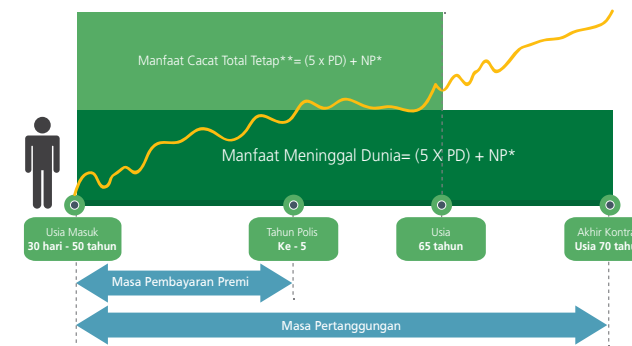 Manfaat Cacat Total Tetap**= (5 x PD) + NP*
Manfaat Meninggal Dunia= (5 X PD) + NP*
Usia Masuk
30 hari - 50 tahun
Tahun Polis
Ke - 5
Usia
65 tahun
Akhir Kontra
Usia 70 tahu
Masa Pembayaran Premi
Masa Pertanggungan